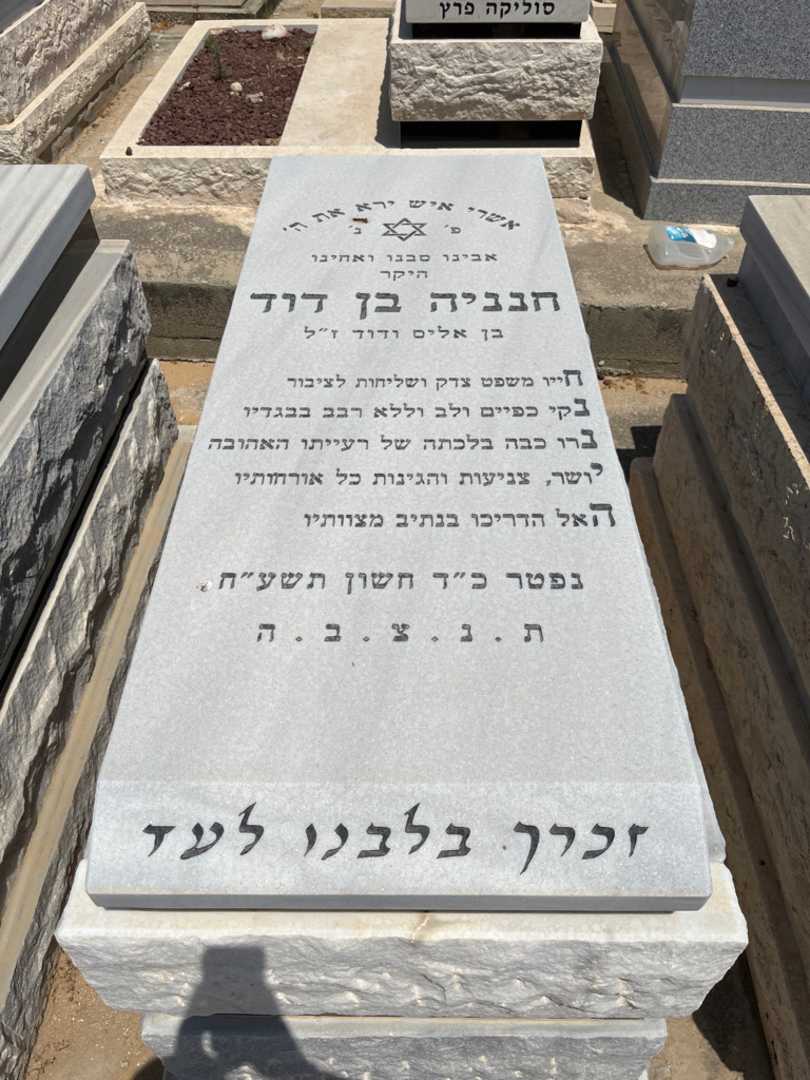 סוליקה פרץ
אשרי איש ירא את ה'
פ' נ'
אבינו סבנו ואחינו
היקר
חנניה בן דוד
בן אליס ודוד ז״ל
חייו משפט צדק ושליחות לציבור
נקי כפיים ולב וללא רבב בבגדיו
נרו כבה בלכתה של רעייתו האהובה
יושר, צניעות והגינות כל אורחותיו
האל הדריכו בנתיב מצוותיו
נפטר כ״ד חשון תשע״ח
ת . נ . צ . ב . ה
זכרך בלבנו לעד